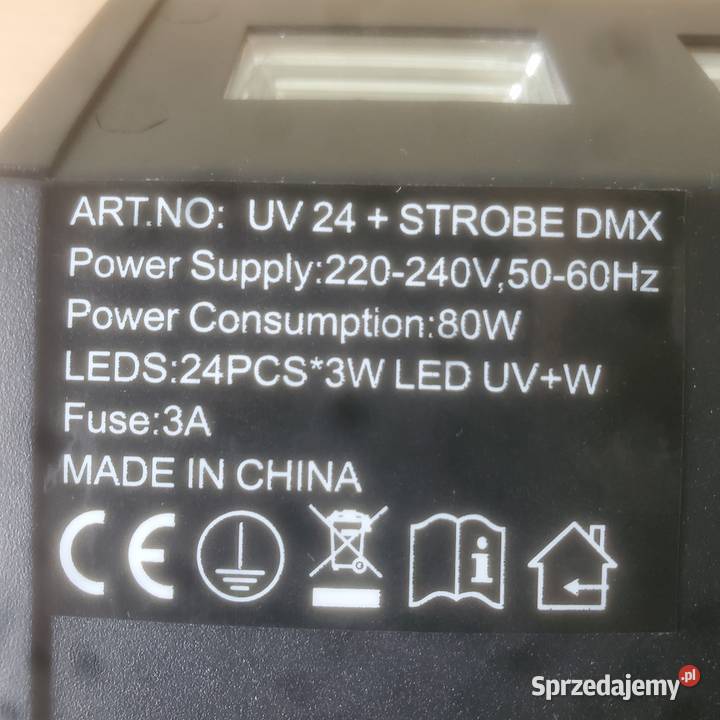 ART.NO: UV 24 + STROBE DMX
Power Supply:220-240V,50-60Hz
Power Consumption:80W
LEDS:24PCS*3W LED UV+W
Fuse:3A
MADE IN CHINA
CE
i
Sprzedajemy.pl